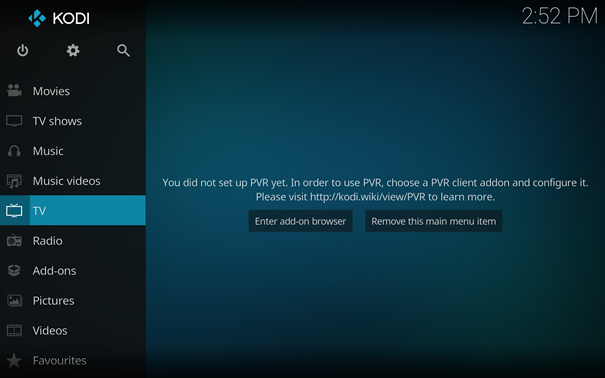 KODI
2:52 PM
Movies
TV shows
Music
Music videos
TV
Radio
Add-ons
Pictures
Videos
Favourites
You did not set up PVR yet. In order to use PVR, choose a PVR client addon and configure it.
Please visit http://kodi.wiki/view/PVR to learn more.
Enter add-on browser
Remove this main menu item